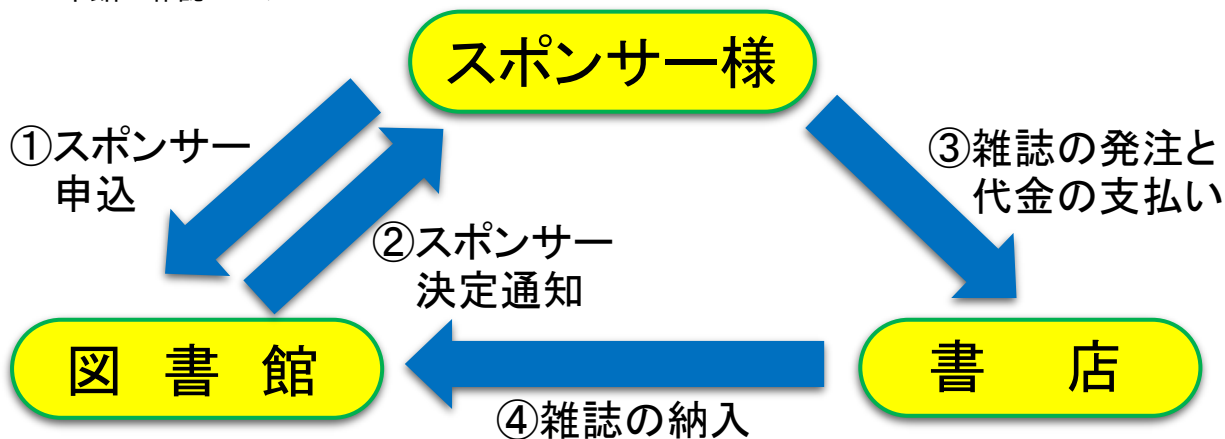 スポンサー様
①スポンサー
申込
③雑誌の発注と
代金の支払い
②スポンサー
決定通知
図 書 館
書 店
④雑誌の納入